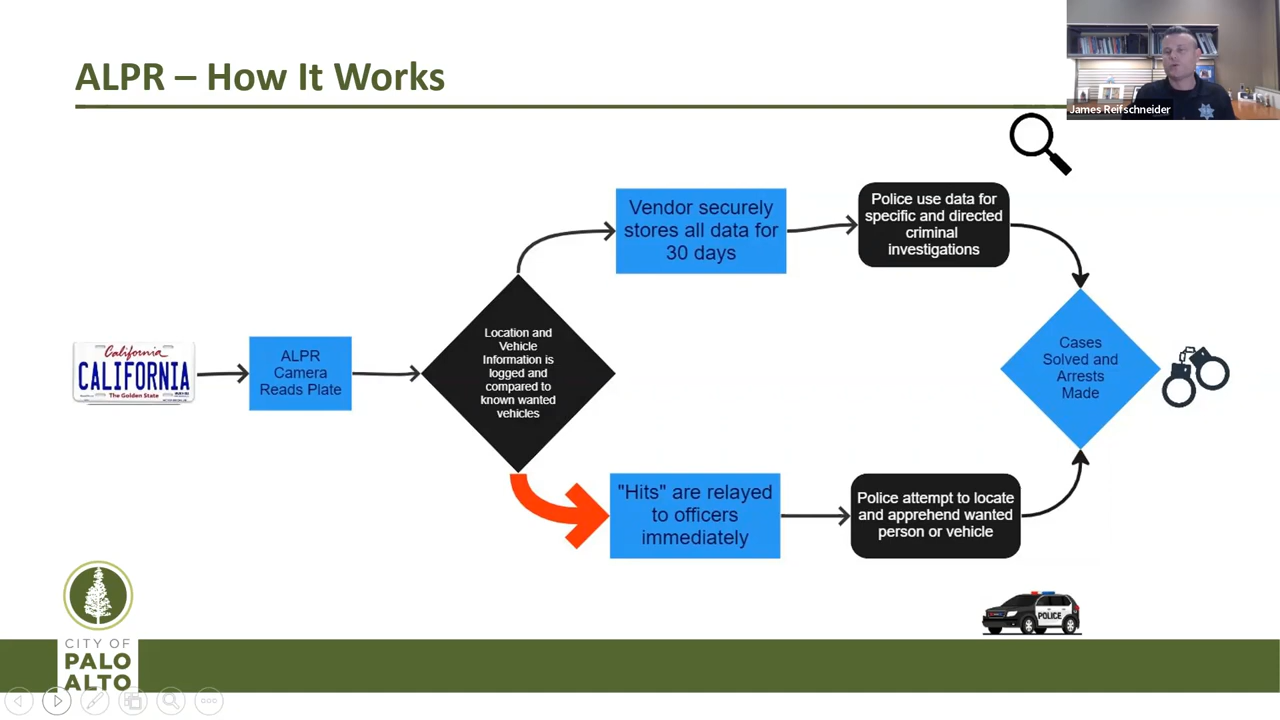 ALPR – How It Works
James Reifschneider
California
CALIFORNIA
The Golden State
ALPR
Camera
Reads Plate
Location and
Vehicle
Information is
logged and
compared to
known wanted
vehicles
Vendor securely
stores all data for
30 days
Police use data for
specific and directed
criminal
investigations
"Hits" are relayed
to officers
immediately
Police attempt to locate
and apprehend wanted
person or vehicle
Cases
Solved and
Arrests
Made
POLICE
CITY OF
PALO
ALTO